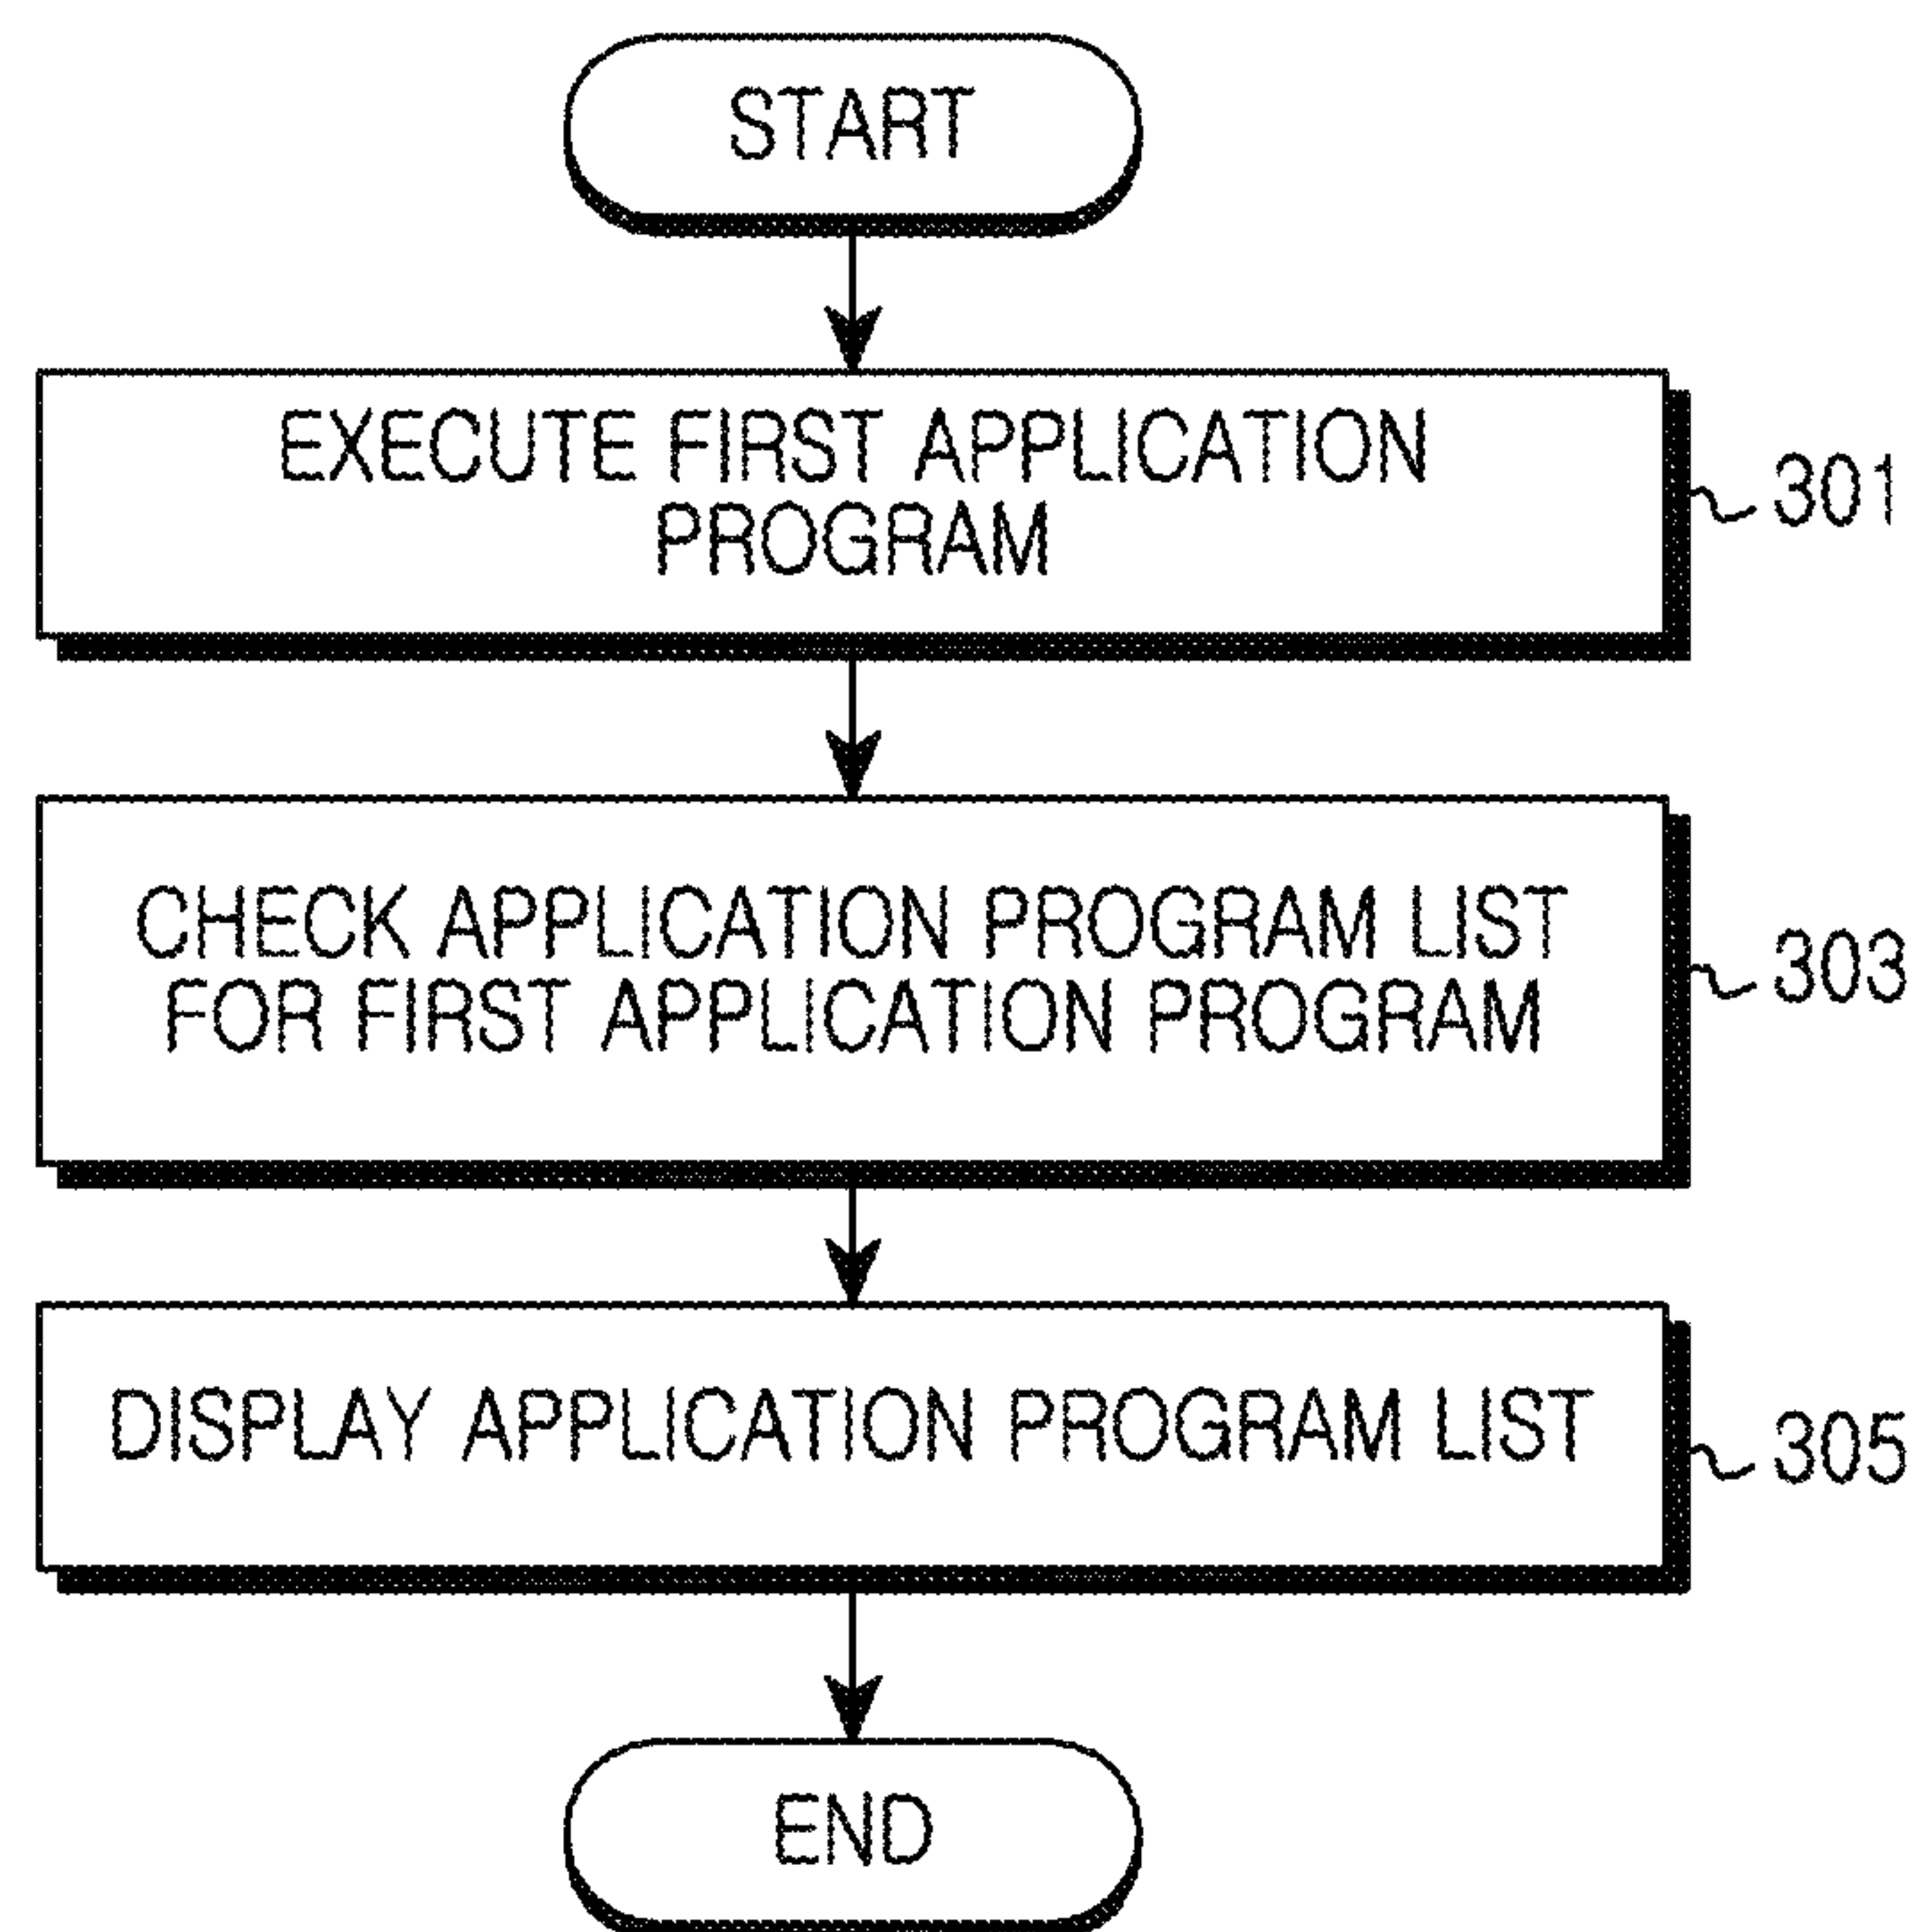 START
EXECUTE FIRST APPLICATION
PROGRAM
301
CHECK APPLICATION PROGRAM LIST
FOR FIRST APPLICATION PROGRAM
303
DISPLAY APPLICATION PROGRAM LIST
305
END